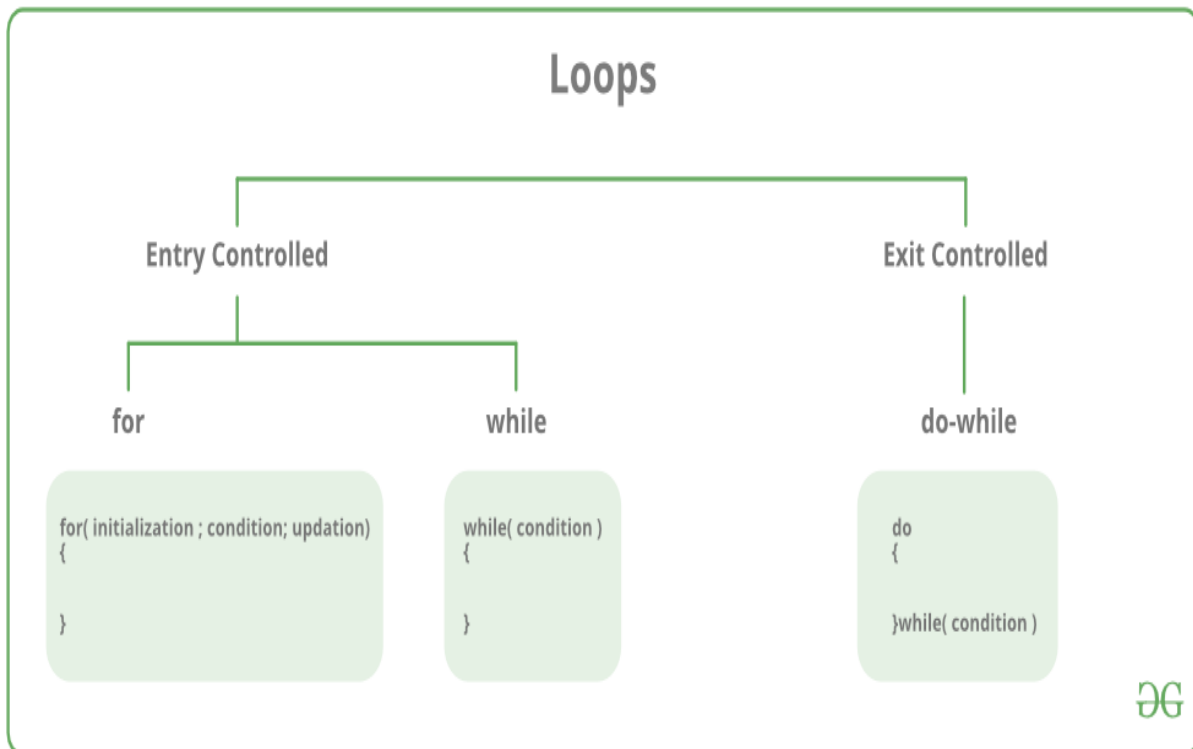 Loops
Entry Controlled
Exit Controlled
for
while
do-while
for( initialization ; condition; updation)
{
}
while( condition )
{
}
do
{
}while( condition )